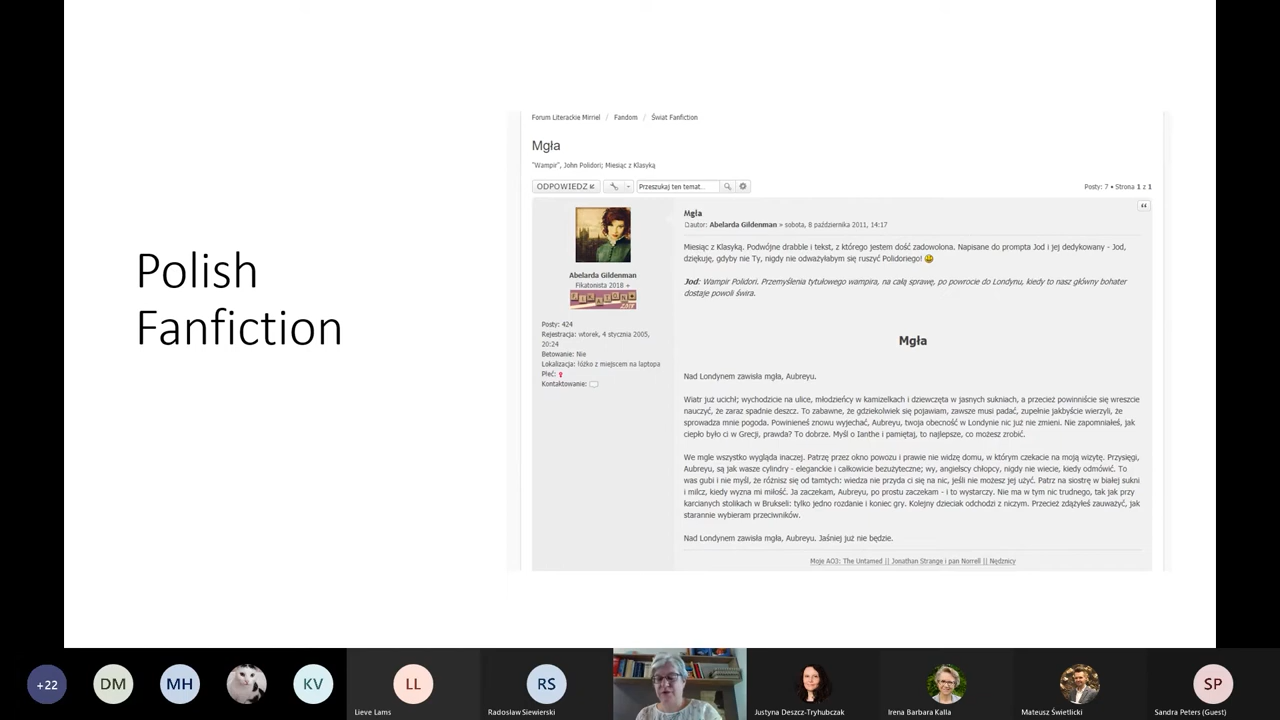 Polish
Fanfiction
Forum Literackie Mirriel / Fandom / Świat Fanfiction
Mgła
"Wampir", John Polidori; Miesiąc z Klasyką
ODPOWIEDZ
Przeszukaj ten temat...
Posty: 7 • Strona 1 z 1
Abelarda Gildenman
Fikatonista 2018 +
Posty: 424
Rejestracja: wtorek, 4 stycznia 2005,
20:24
Betowanie: Nie
Lokalizacja: łóżko z miejscem na laptopa
Płeć:
Kontaktowanie:
Mgła
autor: Abelarda Gildenman » sobota, 8 października 2011, 14:17
Miesiąc z Klasyką. Podwójne drabble i tekst, z którego jestem dość zadowolona. Napisane do prompta Jod i jej dedykowany - Jod,
dziękuję, gdyby nie Ty, nigdy nie odważyłabym się ruszyć Polidoriego!
Jod: Wampir Polidori. Przemyślenia tytułowego wampira, na całą sprawę, po powrocie do Londynu, kiedy to nasz główny bohater
dostaje powoli świra.
Mgła
Nad Londynem zawisła mgła, Aubreyu.
Wiatr już ucichł; wychodzicie na ulice, młodzieńcy w kamizelkach i dziewczęta w jasnych sukniach, a przecież powinniście się wreszcie
nauczyć, że zaraz spadnie deszcz. To zabawne, że gdziekolwiek się pojawiam, zawsze musi padać, zupełnie jakbyście wierzyli, że
sprowadza mnie pogoda. Powinieneś znowu wyjechać, Aubreyu, twoja obecność w Londynie nic już nie zmieni. Nie zapomniałeś, jak
ciepło było ci w Grecji, prawda? To dobrze. Myśl o Ianthe i pamiętaj, to najlepsze, co możesz zrobić.
We mgle wszystko wygląda inaczej. Patrzę przez okno powozu i prawie nie widzę domu, w którym czekacie na moją wizytę. Przysięgi,
Aubreyu, są jak wasze cylindry - eleganckie i całkowicie bezużyteczne; wy, angielscy chłopcy, nigdy nie wiecie, kiedy odmówić. To
was gubi i nie myśl, że różnisz się od tamtych: wiedza nie przyda ci się na nic, jeśli nie możesz jej użyć. Patrz na siostrę w białej sukni
i milcz, kiedy wyzna mi miłość. Ja zaczekam, Aubreyu, po prostu zaczekam - i to wystarczy. Nie ma w tym nic trudnego, tak jak przy
karcianych stolikach w Brukseli: tylko jedno rozdanie i koniec gry. Kolejny dzieciak odchodzi z niczym. Przecież zdążyłeś zauważyć, jak
starannie wybieram przeciwników.
Nad Londynem zawisła mgła, Aubreyu. Jaśniej już nie będzie.
Moje AO3: The Untamed || Jonathan Strange i pan Norrell || Nędznicy
+22
DM
MH
KV
LL
RS
SP
Lieve Lams
Radosław Siewierski
Justyna Deszcz-Tryhubczak
Irena Barbara Kalla
Mateusz Świetlicki
Sandra Peters (Guest)